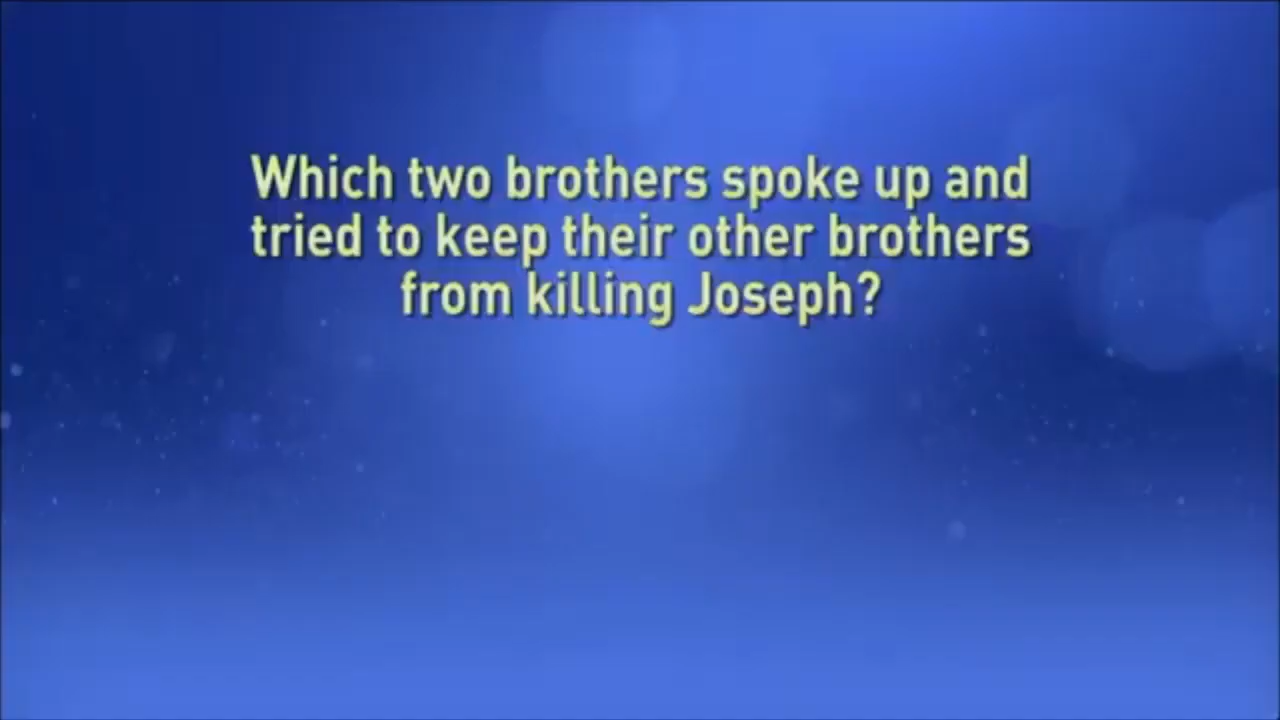 Which two brothers spoke up and
tried to keep their other brothers
from killing Joseph?